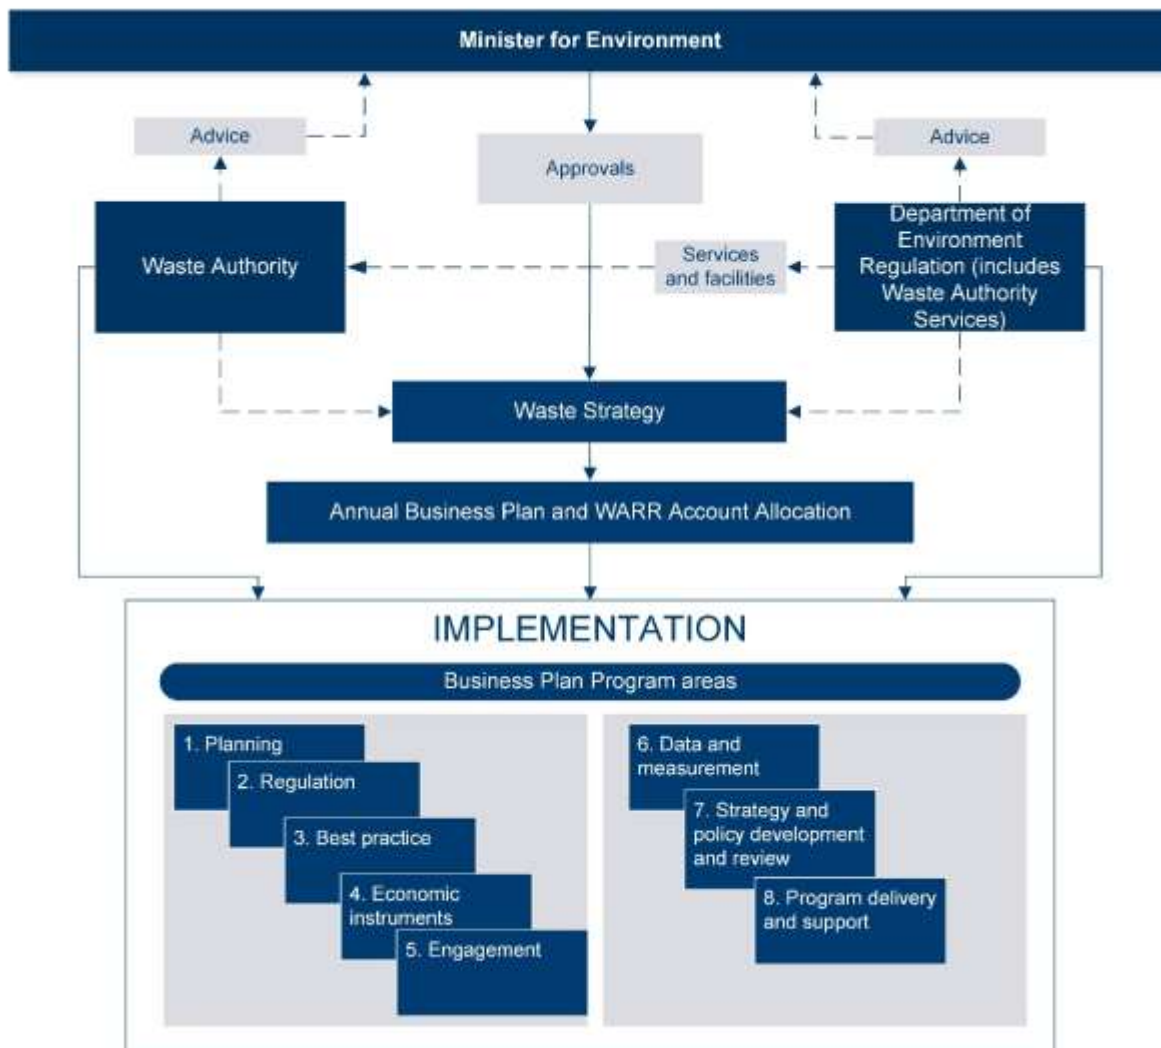 Minister for Environment
Advice
Advice
Approvals
Waste Authority
Services
and facilities
Department of
Environment
Regulation (includes
Waste Authority
Services)
Waste Strategy
Annual Business Plan and WARR Account Allocation
IMPLEMENTATION
Business Plan Program areas
1. Planning
2. Regulation
3. Best practice
4. Economic
instruments
5. Engagement
6. Data and
measurement
7. Strategy and
policy development
and review
8. Program delivery
and support